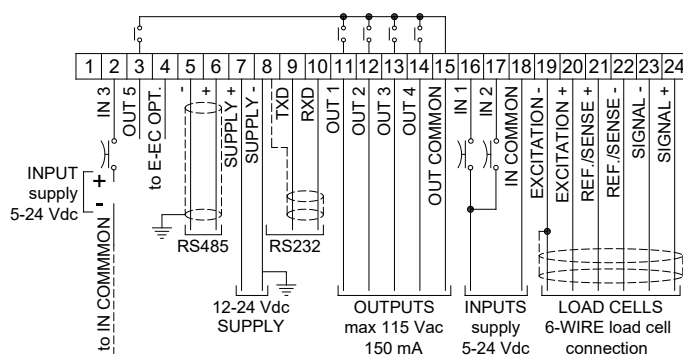 1 2 3 4 5 6 7 8 9 10 11 12 13 14 15 16 17 18 19 20 21 22 23 24
IN 3
OUT 5
to E-EC OPT.
-
+
SUPPLY +
SUPPLY -
TXD
RXD
OUT 1
OUT 2
OUT 3
OUT 4
OUT COMMON
IN 1
IN 2
IN COMMON
EXCITATION -
EXCITATION +
REF./SENSE +
REF./SENSE -
SIGNAL -
SIGNAL +
INPUT
supply
5-24 Vdc
+
-
to IN COMMMON
RS485
RS232
12-24 Vdc
SUPPLY
OUTPUTS
max 115 Vac
150 mA
INPUTS
supply
5-24 Vdc
LOAD CELLS
6-WIRE load cell
connection